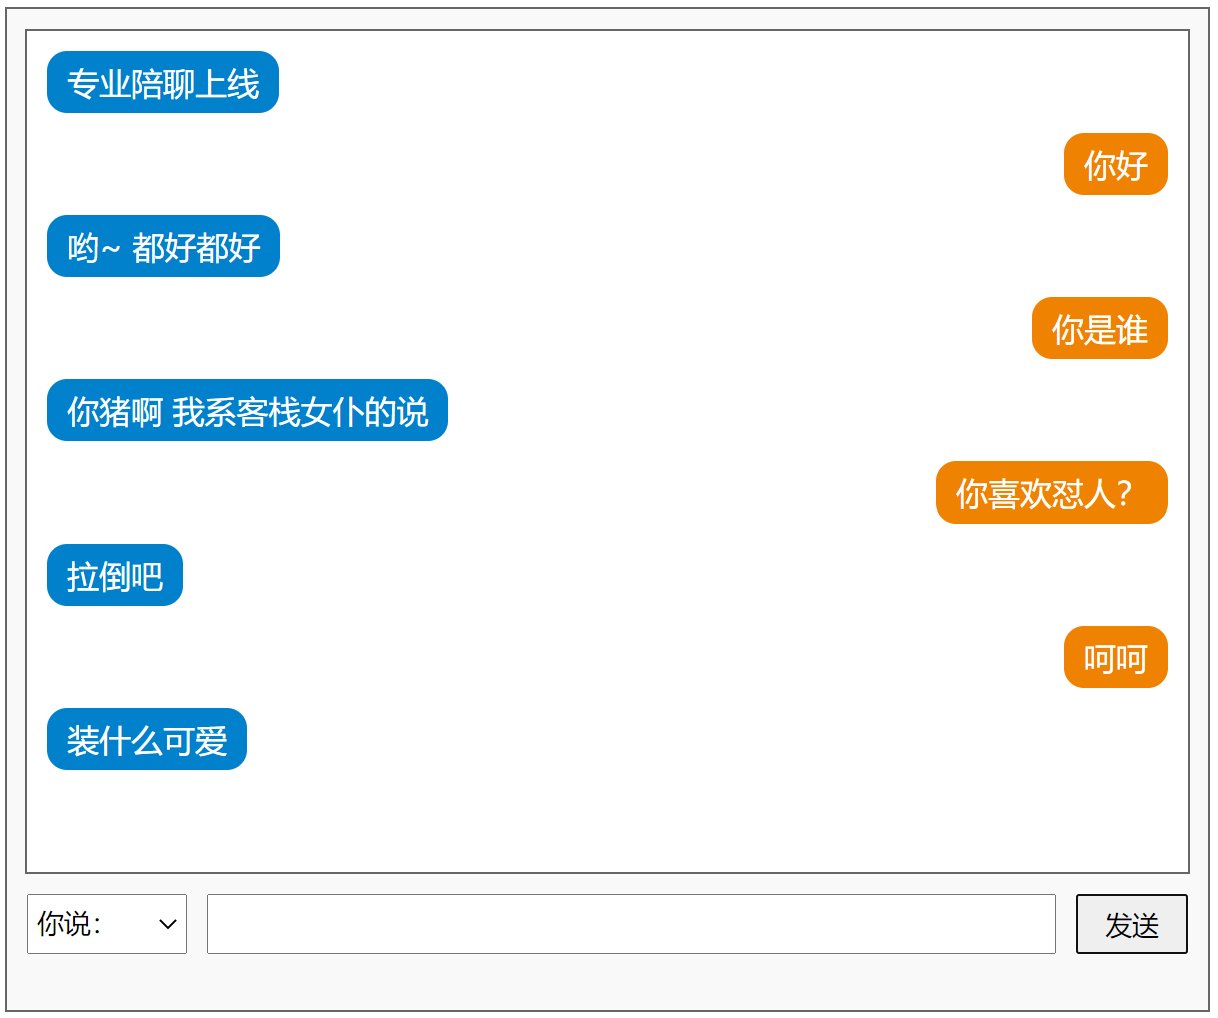 专业陪聊上线
你好
哟~ 都好都好
你是谁
你猪啊 我系客栈女仆的说
你喜欢怼人？
拉倒吧
呵呵
装什么可爱
你说：
发送